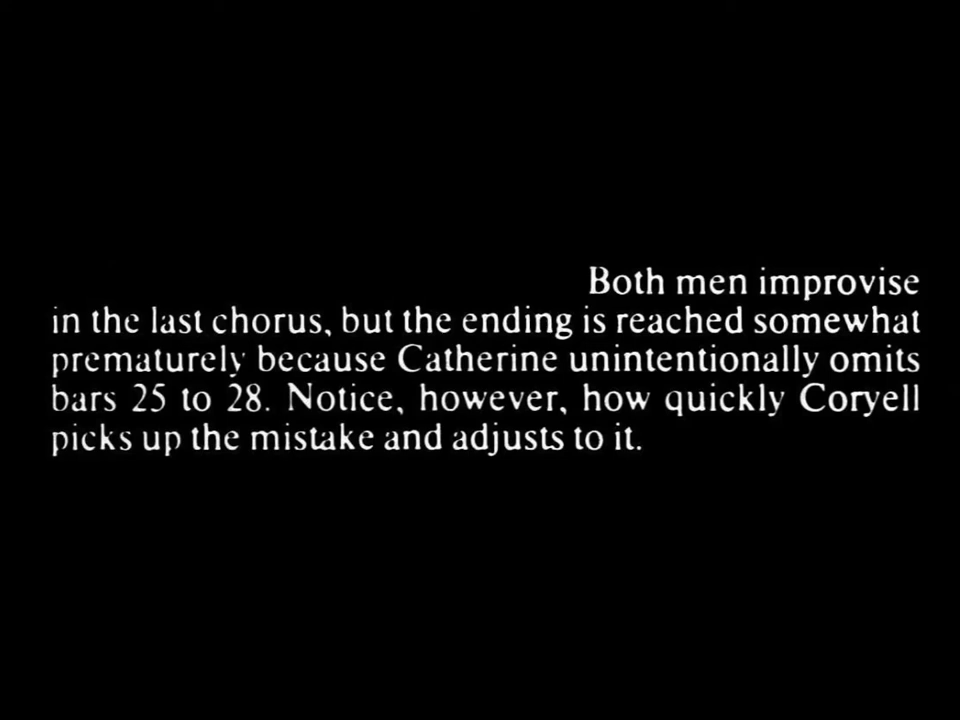 Both men improvise
in the last chorus, but the ending is reached somewhat
prematurely because Catherine unintentionally omits
bars 25 to 28. Notice, however, how quickly Coryell
picks up the mistake and adjusts to it.